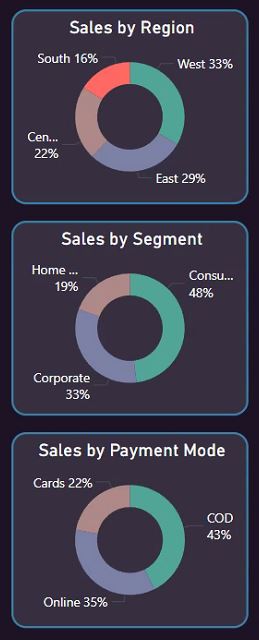 Sales by Region
South 16%
West 33%
Cen...
22%
East 29%
Sales by Segment
Home ...
19%
Consu...
48%
Corporate
33%
Sales by Payment Mode
Cards 22%
COD
43%
Online 35%